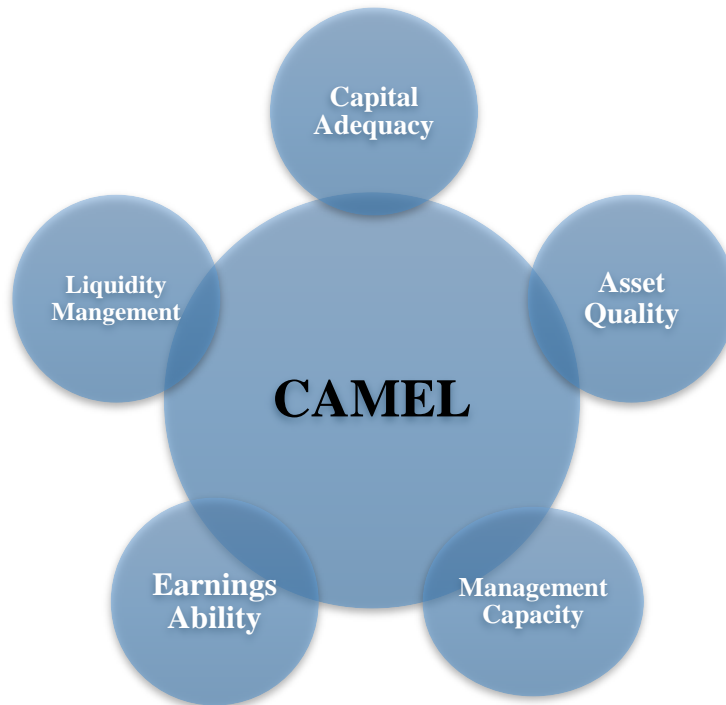 Capital
Adequacy
Asset
Quality
Management
Capacity
Earnings
Ability
Liquidity
Mangement
CAMEL